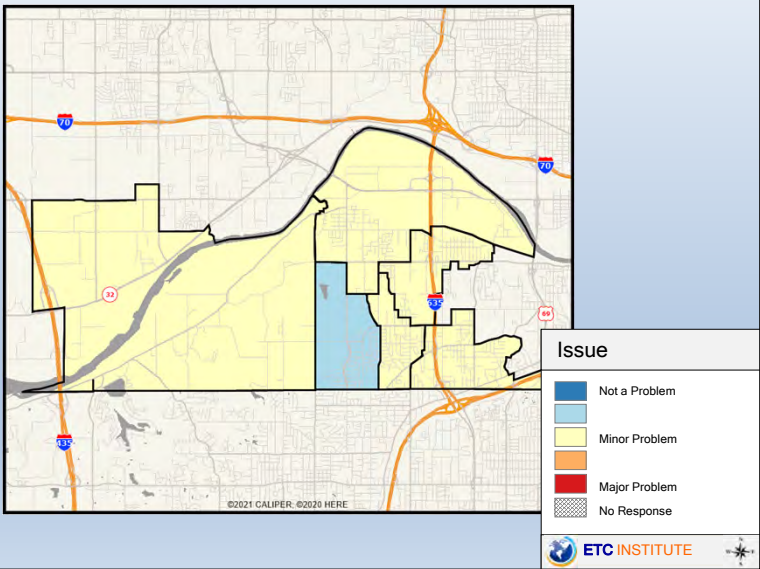 70
70
32
635
69
Issue
Not a Problem
Minor Problem
Major Problem
No Response
435
©2021 CALIPER; ©2020 HERE
ETC INSTITUTE